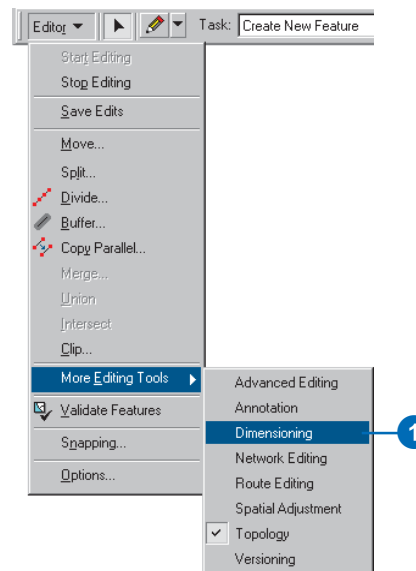 Editor Task: Create New Feature
Start Editing
Stop Editing
Save Edits
Move...
Split...
Divide...
Buffer...
Copy Parallel...
Merge...
Union
Intersect
Clip...
More Editing Tools
Validate Features
Snapping...
Options...
Advanced Editing
Annotation
Dimensioning
1
Network Editing
Route Editing
Spatial Adjustment
Topology
Versioning